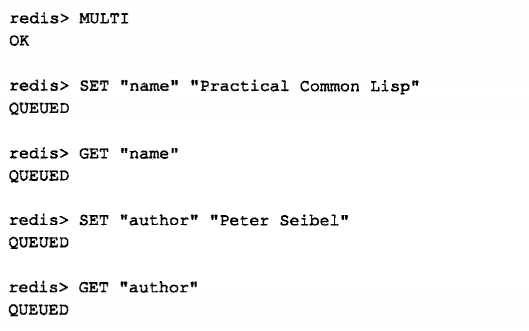 redis> MULTI
OK
redis> SET "name" "Practical Common Lisp"
QUEUED
redis> GET "name"
QUEUED
redis> SET "author" "Peter Seibel"
QUEUED
redis> GET "author"
QUEUED